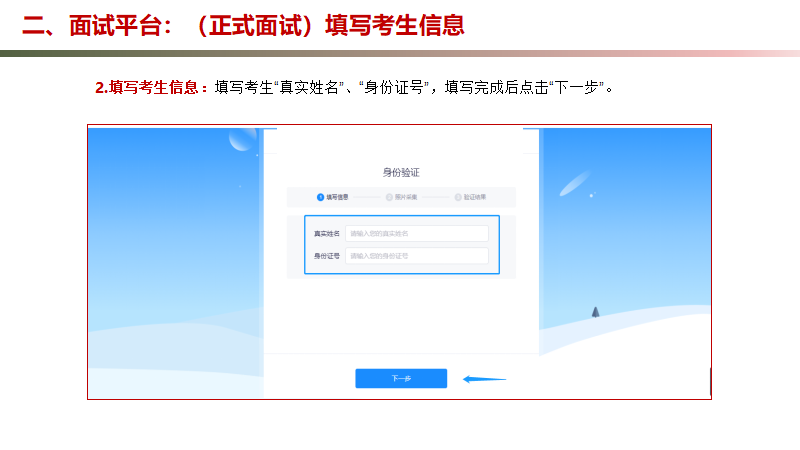 二、面试平台：（正式面试）填写考生信息
2.填写考生信息：填写考生“真实姓名”、“身份证号”，填写完成后点击“下一步”。
身份验证
1 填写信息 2 照片采集 3 验证结果
真实姓名 请输入您的真实姓名
身份证号 请输入您的身份证号
下一步